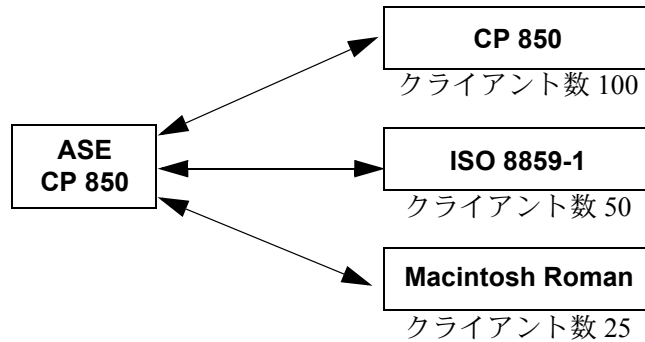 CP 850
クライアント数 100
ASE
CP 850
ISO 8859-1
クライアント数 50
Macintosh Roman
クライアント数 25